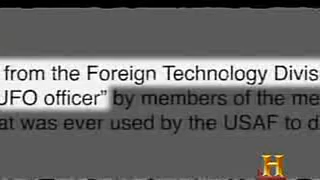 from the Foreign Technology Divis
UFO officer" by members of the me
at was ever used by the USAF to d
H